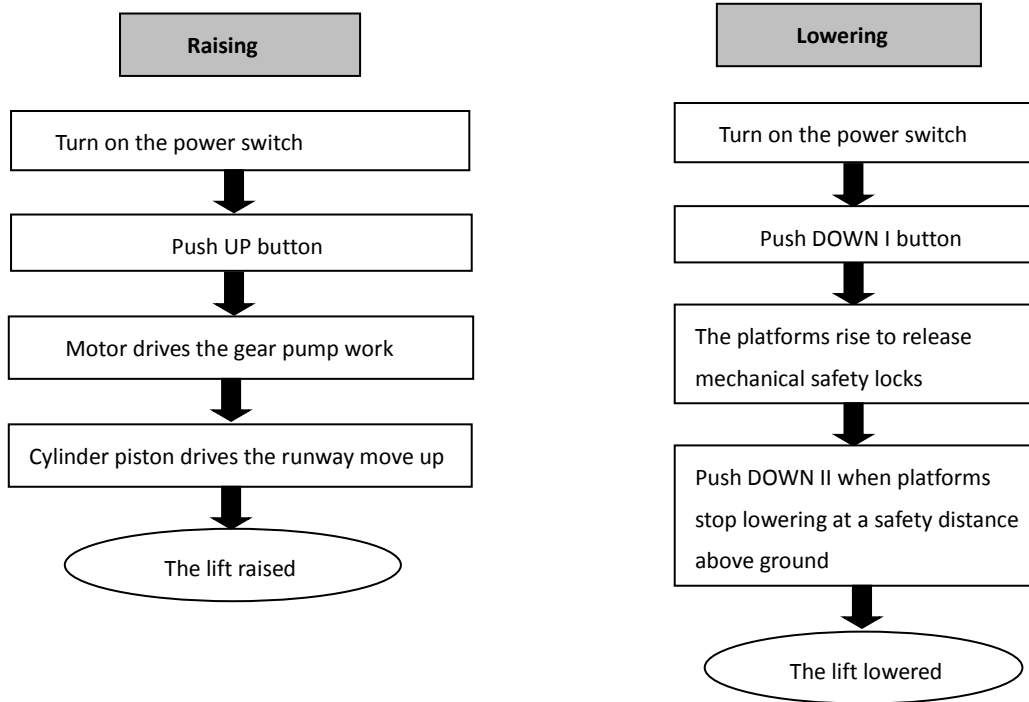 Raising
Turn on the power switch
Push UP button
Motor drives the gear pump work
Cylinder piston drives the runway move up
The lift raised
Lowering
Turn on the power switch
Push DOWN I button
The platforms rise to release
mechanical safety locks
Push DOWN II when platforms
stop lowering at a safety distance
above ground
The lift lowered